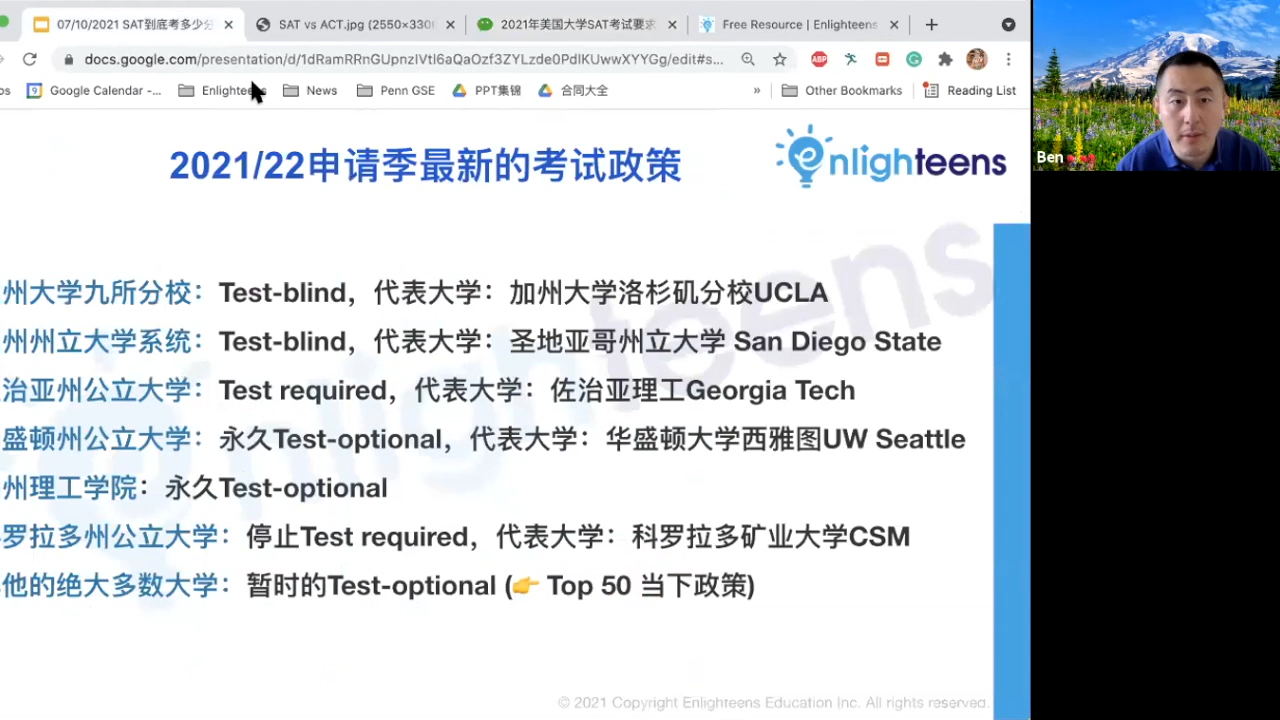 07/10/2021 SAT到底考多少分
SAT vs ACT.jpg (2550×330
2021年美国大学SAT考试要求
Free Resource | Enlighteens
docs.google.com/presentation/d/1dRamRRnGUpnzIVtl6aQaOzf3ZYLzde0PdlKUwwXYYGg/edit#s...
ABP
os
9
Google Calendar -...
Enlighteens
News
Penn GSE
PPT集锦
合同大全
»
Other Bookmarks
Reading List
2021/22申请季最新的考试政策
enlighteens
州大学九所分校：Test-blind，代表大学：加州大学洛杉矶分校UCLA
州州立大学系统：Test-blind，代表大学：圣地亚哥州立大学 San Diego State
治亚州公立大学：Test required，代表大学：佐治亚理工Georgia Tech
盛顿州公立大学：永久Test-optional，代表大学：华盛顿大学西雅图UW Seattle
州理工学院：永久Test-optional
罗拉多州公立大学：停止Test required，代表大学：科罗拉多矿业大学CSM
他的绝大多数大学：暂时的Test-optional (👉 Top 50 当下政策)
© 2021 Copyright Enlighteens Education Inc. All rights reserved.
Ben